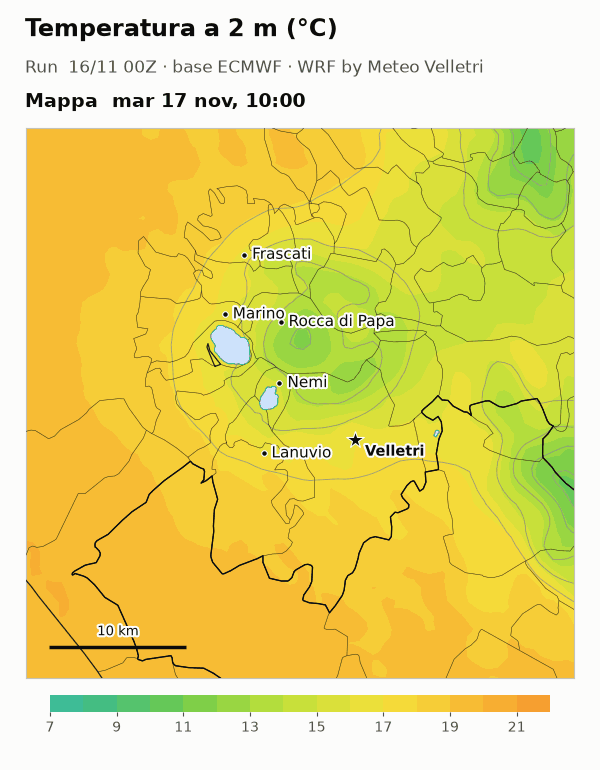 Temperatura a 2 m (°C)
Run  16/11 00Z · base ECMWF · WRF by Meteo Velletri
Mappa  mar 17 nov, 10:00
Frascati
Marino
Rocca di Papa
Nemi
Velletri
Lanuvio
10 km
7 9 11 13 15 17 19 21